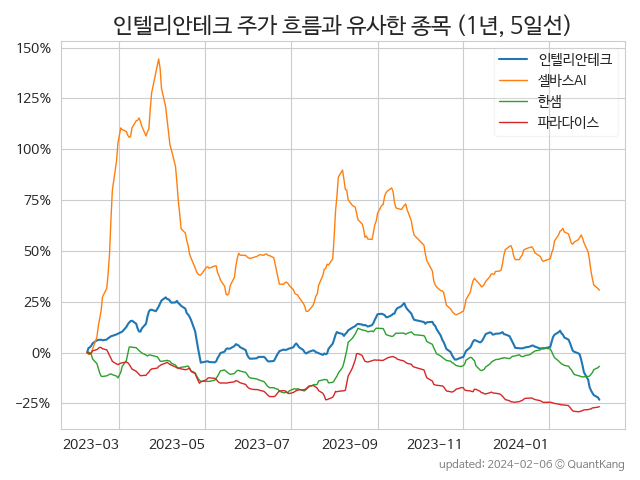 인텔리안테크 주가 흐름과 유사한 종목 (1년, 5일선)
150%
125%
100%
75%
50%
25%
0%
−25%
인텔리안테크
셀바스AI
한샘
파라다이스
2023-03 2023-05 2023-07 2023-09 2023-11 2024-01
updated: 2024-02-06 © QuantKang